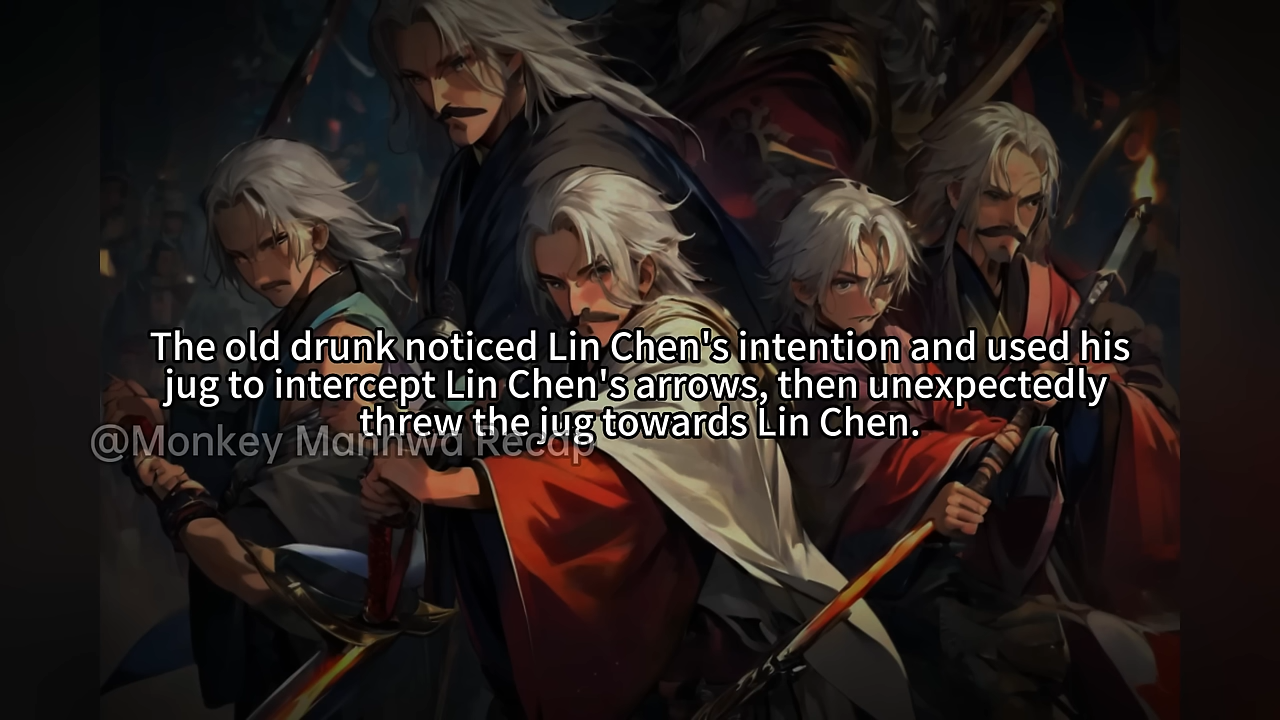 The old drunk noticed Lin Chen's intention and used his
jug to intercept Lin Chen's arrows, then unexpectedly
threw the jug towards Lin Chen.
@Monkey Manhwa Recap